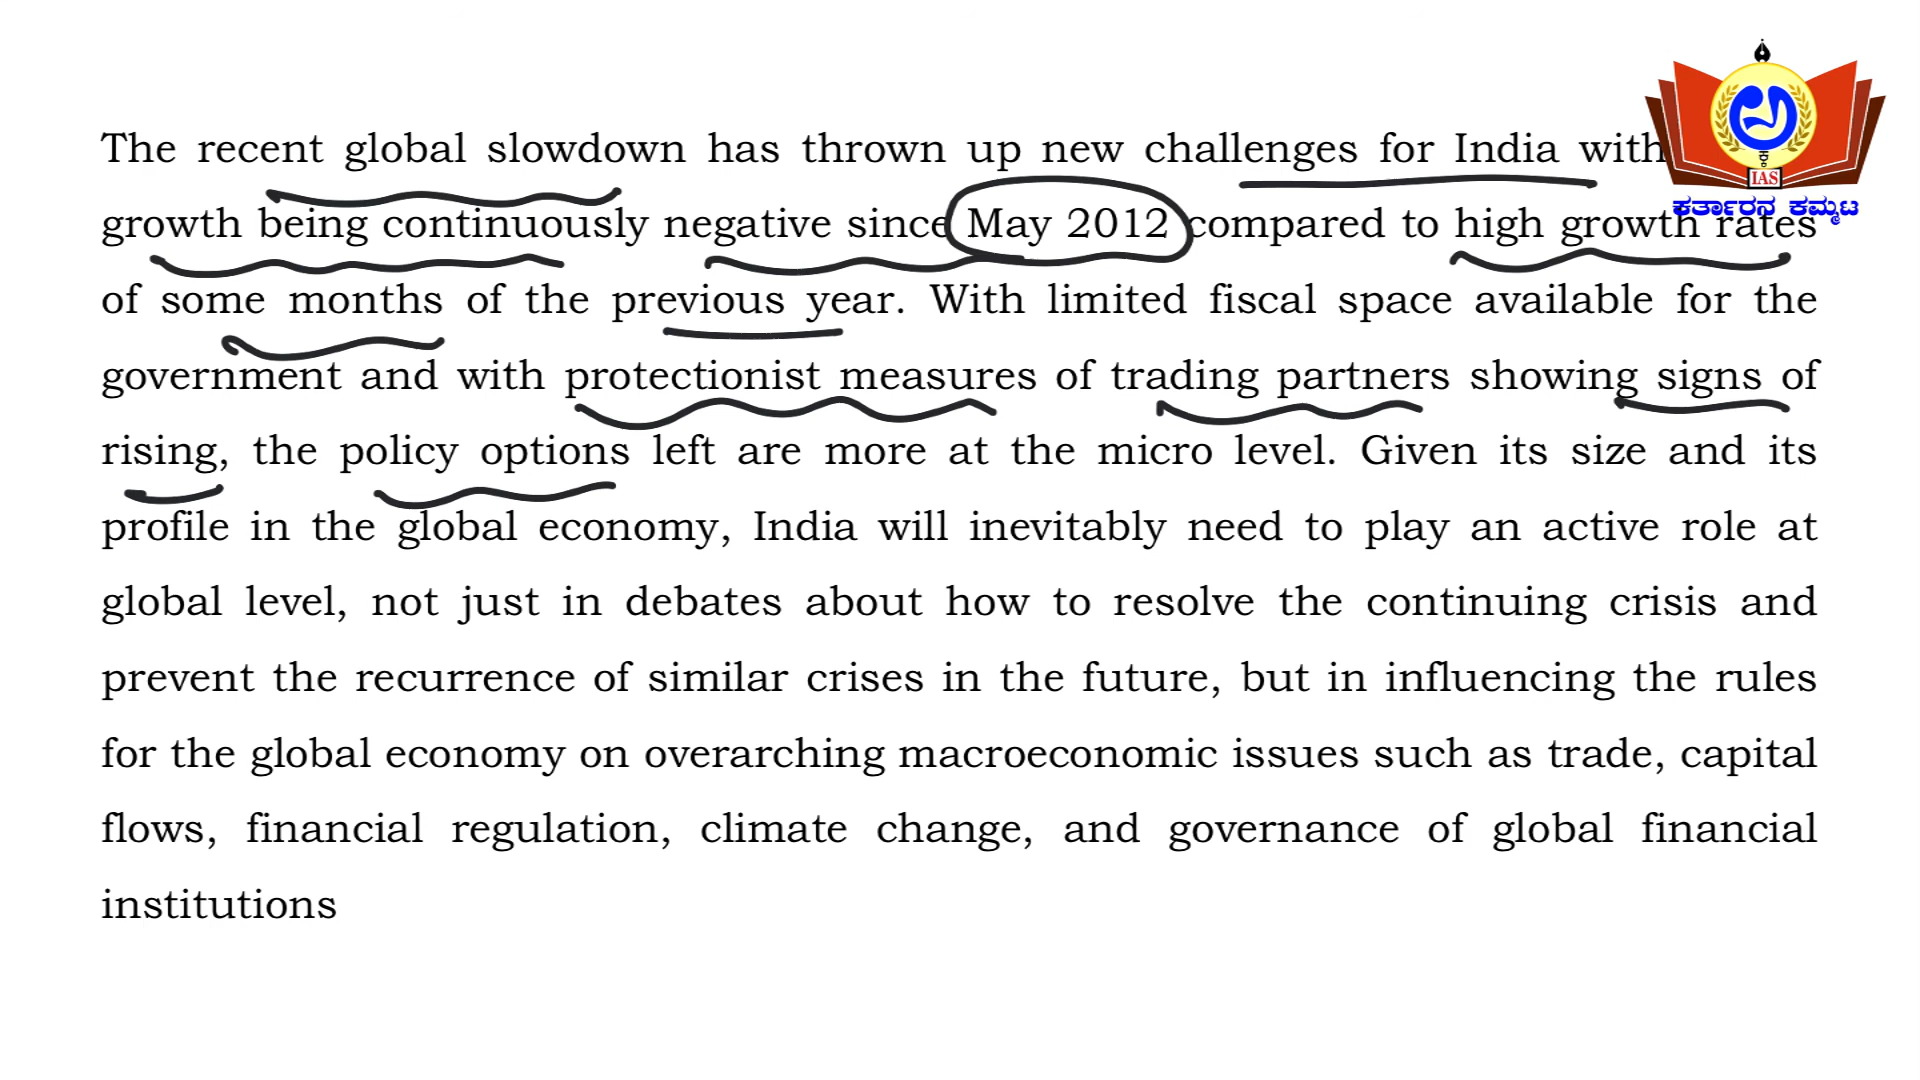 The recent global slowdown has thrown up new challenges for India with
growth being continuously negative since May 2012 compared to high growth rates
of some months of the previous year. With limited fiscal space available for the
government and with protectionist measures of trading partners showing signs of
rising, the policy options left are more at the micro level. Given its size and its
profile in the global economy, India will inevitably need to play an active role at
global level, not just in debates about how to resolve the continuing crisis and
prevent the recurrence of similar crises in the future, but in influencing the rules
for the global economy on overarching macroeconomic issues such as trade, capital
flows, financial regulation, climate change, and governance of global financial
institutions
IAS
ಕರ್ತಾರನ ಕಮ್ಮಟ